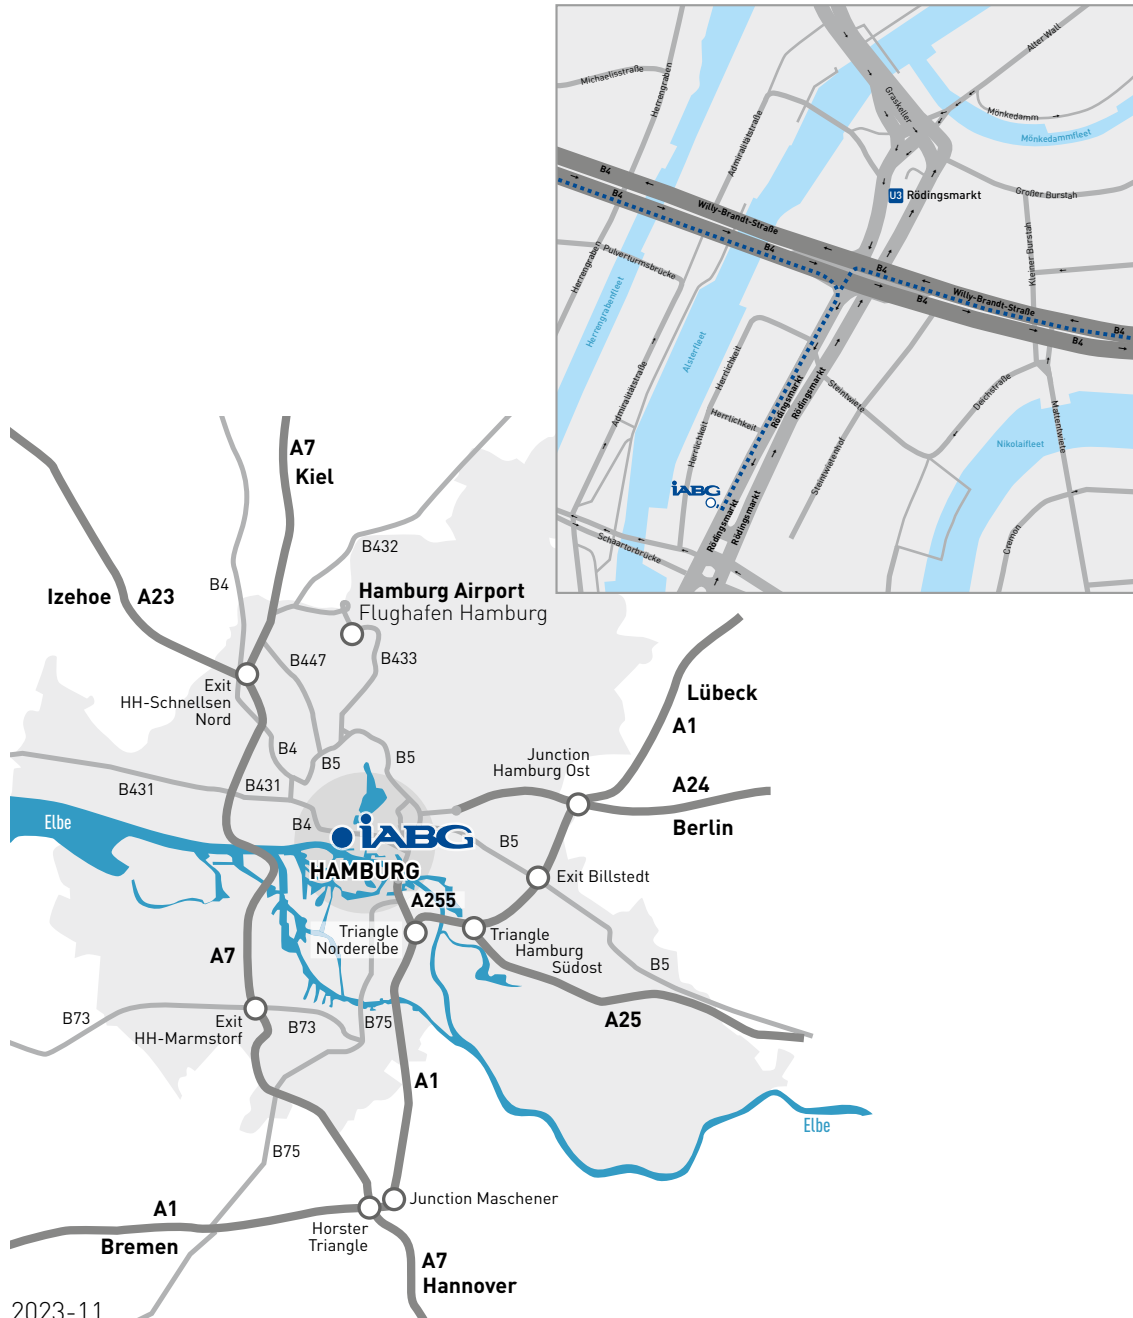 Michaelisstraße
Herrengraben
Admiralitätstraße
Graskeller
Alter Wall
Mönkedamm
Mönkedammfleet
U3 Rödingsmarkt
Großer Burstah
Kleiner Burstah
B4
B4
Willy-Brandt-Straße
B4
B4
Willy-Brandt-Straße
B4
B4
B4
Pulverturmsbrücke
Herrengraben
Herrengrabenfleet
Admiralitätstraße
Alsterfleet
Herrlichkeit
Herrlichkeit
Herrlichkeit
Rödingsmarkt
Rödingsmarkt
Steintwiete
Steintwietenhof
Deichstraße
Mattentwiete
Nikolaifleet
Cremon
iABG
Rödingsmarkt
Rödingsmarkt
Schaartorbrücke
A7
Kiel
B432
B4
Izehoe
A23
Hamburg Airport
Flughafen Hamburg
B447
B433
Exit
HH-Schnellsen
Nord
B4
B5
B5
B431
B431
B4
Elbe
iABG
HAMBURG
Lübeck
A1
Junction
Hamburg Ost
A24
Berlin
B5
Exit Billstedt
A255
Triangle
Norderelbe
Triangle
Hamburg
Südost
B5
A7
A25
B73
Exit
HH-Marmstorf
B73
B75
A1
Elbe
B75
Junction Maschener
A1
Bremen
Horster
Triangle
A7
Hannover
2023-11